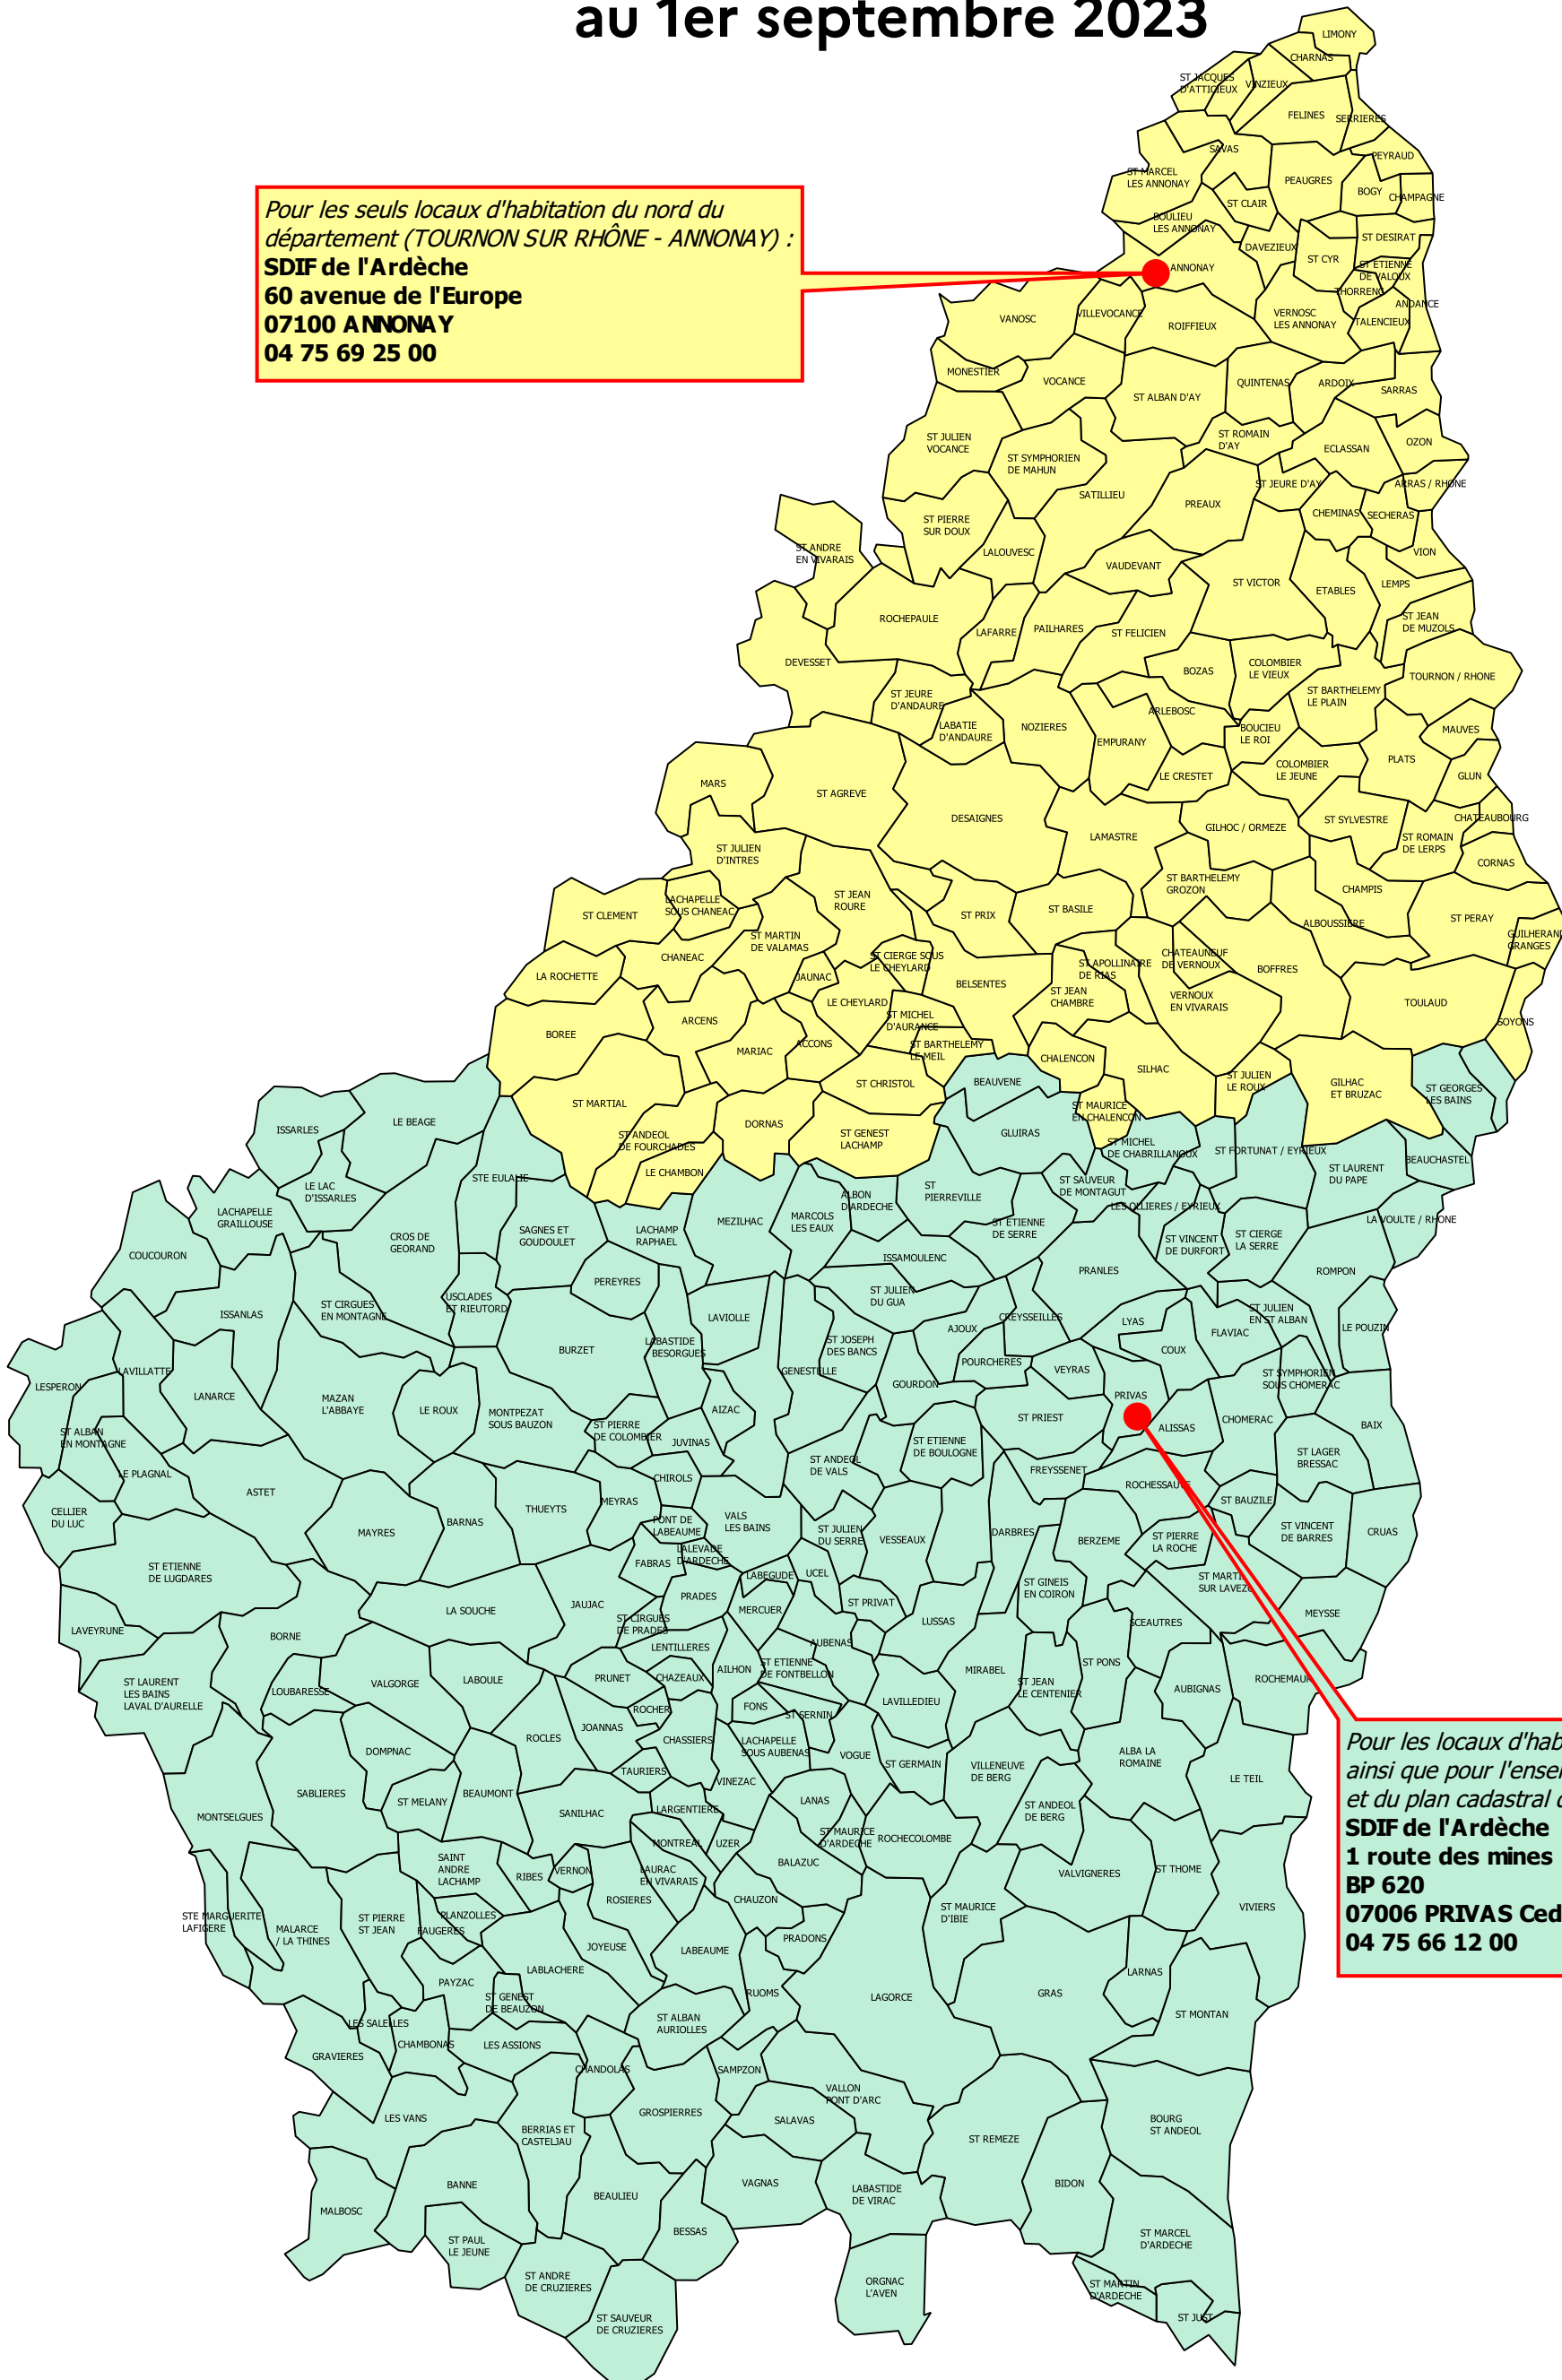 au 1er septembre 2023
LIMONY
CHARNAS
ST JACQUES
D'ATTICIEUX
VINZIEUX
FELINES
SERRIERES
SAVAS
PEYRAUD
ST MARCEL
LES ANNONAY
PEAUGRES
BOGY
CHAMPAGNE
ST CLAIR
Pour les seuls locaux d'habitation du nord du
département (TOURNON SUR RHÔNE - ANNONAY) :
SDIF de l'Ardèche
60 avenue de l'Europe
07100 ANNONAY
04 75 69 25 00
BOULIEU
LES ANNONAY
DAVEZIEUX
ST DESIRAT
ST CYR
ANNONAY
ST ETIENNE
DE VALOUX
THORRENC
ANDANCE
VANOSC
VILLEVOCANCE
ROIFFIEUX
VERNOSC
LES ANNONAY
TALENCIEUX
MONESTIER
VOCANCE
ST ALBAN D'AY
QUINTENAS
ARDOIX
SARRAS
ST JULIEN
VOCANCE
ST ROMAIN
D'AY
ECLASSAN
OZON
ST SYMPHORIEN
DE MAHUN
SATILLIEU
ST JEURE D'AY
ARRAS / RHONE
PREAUX
CHEMINAS
SECHERAS
ST PIERRE
SUR DOUX
LALOUVESC
VION
ST ANDRE
EN VIVARAIS
VAUDEVANT
ST VICTOR
ETABLES
LEMPS
ROCHEPAULE
LAFARRE
PAILHARES
ST FELICIEN
ST JEAN
DE MUZOLS
DEVESSET
BOZAS
COLOMBIER
LE VIEUX
TOURNON / RHONE
ST JEURE
D'ANDAURE
ST BARTHELEMY
LE PLAIN
LABATIE
D'ANDAURE
NOZIERES
ARLEBOSC
EMPURANY
BOUCIEU
LE ROI
MAUVES
PLATS
MARS
ST AGREVE
LE CRESTET
COLOMBIER
LE JEUNE
GLUN
DESAIGNES
LAMASTRE
GILHOC / ORMEZE
ST SYLVESTRE
CHATEAUBOURG
ST ROMAIN
DE LERPS
ST JULIEN
D'INTRES
CORNAS
ST BARTHELEMY
GROZON
CHAMPIS
ST CLEMENT
LACHAPELLE
SOUS CHANEAC
ST JEAN
ROURE
ST PRIX
ST BASILE
ALBOUSSIERE
ST PERAY
GUILHERAND
GRANGES
ST MARTIN
DE VALAMAS
CHANEAC
ST CIERGE SOUS
LE CHEYLARD
ST APOLLINAIRE
DE RIAS
CHATEAUNEUF
DE VERNOUX
BOFFRES
LA ROCHETTE
JAUNAC
BELSENTES
ST JEAN
CHAMBRE
VERNOUX
EN VIVARAIS
TOULAUD
LE CHEYLARD
SOYONS
BOREE
ARCENS
ST MICHEL
D'AURANCE
MARIAC
ACCONS
ST BARTHELEMY
LE MEIL
CHALENCON
SILHAC
ST JULIEN
LE ROUX
GILHAC
ET BRUZAC
ST GEORGES
LES BAINS
ST CHRISTOL
BEAUVENE
ST MARTIAL
LE BEAGE
ISSARLES
DORNAS
ST GENEST
LACHAMP
ST MAURICE
EN CHALENCON
GLUIRAS
ST ANDEOL
DE FOURCHADES
ST MICHEL
DE CHABRILLANOUX
ST FORTUNAT / EYRIEUX
BEAUCHASTEL
LE CHAMBON
STE EULALIE
ST LAURENT
DU PAPE
LE LAC
D'ISSARLES
ST
PIERREVILLE
ST SAUVEUR
DE MONTAGUT
ALBON
D'ARDECHE
LES OLLIERES / EYRIEUX
LACHAPELLE
GRAILLOUSE
MEZILHAC
MARCOLS
LES EAUX
ST ETIENNE
DE SERRE
LA VOULTE / RHONE
CROS DE
GEORAND
SAGNES ET
GOUDOULET
LACHAMP
RAPHAEL
ST VINCENT
DE DURFORT
ST CIERGE
LA SERRE
COUCOURON
ISSAMOULENC
PRANLES
ROMPON
PEREYRES
USCLADES
ET RIEUTORD
ST JULIEN
DU GUA
ISSANLAS
ST CIRGUES
EN MONTAGNE
LAVIOLLE
CREYSSEILLES
LYAS
ST JULIEN
EN ST ALBAN
AJOUX
FLAVIAC
LE POUZIN
BURZET
LABASTIDE
BESORGUES
ST JOSEPH
DES BANCS
COUX
LAVILLATTE
GENESTELLE
POURCHERES
VEYRAS
LESPERON
GOURDON
ST SYMPHORIEN
SOUS CHOMERAC
LANARCE
MAZAN
L'ABBAYE
LE ROUX
MONTPEZAT
SOUS BAUZON
AIZAC
PRIVAS
ST PRIEST
CHOMERAC
ALISSAS
BAIX
ST ALBAN
EN MONTAGNE
ST PIERRE
DE COLOMBIER
JUVINAS
ST ETIENNE
DE BOULOGNE
ST LAGER
BRESSAC
LE PLAGNAL
ST ANDEOL
DE VALS
FREYSSENET
CHIROLS
ROCHESSAUVE
ASTET
MEYRAS
ST BAUZILE
CELLIER
DU LUC
THUEYTS
BARNAS
MAYRES
PONT DE
LABEAUME
VALS
LES BAINS
ST JULIEN
DU SERRE
VESSEAUX
DARBRES
BERZEME
ST PIERRE
LA ROCHE
ST VINCENT
DE BARRES
CRUAS
LALEVADE
D'ARDECHE
FABRAS
ST ETIENNE
DE LUGDARES
LABEGUDE
UCEL
ST GINEIS
EN COIRON
ST MARTIN
SUR LAVEZON
PRADES
LA SOUCHE
JAUJAC
ST PRIVAT
MERCUER
LUSSAS
MEYSSE
ST CIRGUES
DE PRADES
SCEAUTRES
LAVEYRUNE
BORNE
LENTILLERES
AUBENAS
AILHON
ST ETIENNE
DE FONTBELLON
MIRABEL
ST PONS
ST LAURENT
LES BAINS
LAVAL D'AURELLE
LOUBARESSE
VALGORGE
LABOULE
PRUNET
CHAZEAUX
ST JEAN
LE CENTENIER
AUBIGNAS
ROCHEMAURE
ROCHER
FONS
ST SERNIN
LAVILLEDIEU
JOANNAS
ROCLES
CHASSIERS
LACHAPELLE
SOUS AUBENAS
DOMPNAC
VOGUE
ST GERMAIN
VILLENEUVE
DE BERG
ALBA LA
ROMAINE
LE TEIL
TAURIERS
VINEZAC
Pour les locaux d'hab
ainsi que pour l'ense
et du plan cadastral
SDIF de l'Ardèche
1 route des mines
BP 620
07006 PRIVAS Ced
04 75 66 12 00
SABLIERES
ST MELANY
BEAUMONT
SANILHAC
LARGENTIERE
LANAS
ST ANDEOL
DE BERG
MONTSELGUES
MONTREAL
UZER
ST MAURICE
D'ARDECHE
ROCHECOLOMBE
SAINT
ANDRE
LACHAMP
RIBES
VERNON
LAURAC
EN VIVARAIS
BALAZUC
VALVIGNERES
ST THOME
ROSIERES
CHAUZON
ST MAURICE
D'IBIE
VIVIERS
STE MARGUERITE
LAFIGERE
MALARCE
/ LA THINES
ST PIERRE
ST JEAN
PLANZOLLES
FAUGERES
PRADONS
JOYEUSE
LABEAUME
LABLACHERE
PAYZAC
LARNAS
ST GENEST
DE BEAUZON
RUOMS
LAGORCE
GRAS
ST MONTAN
LES SALELLES
ST ALBAN
AURIOLLES
CHAMBONAS
LES ASSIONS
GRAVIERES
CHANDOLAS
SAMPZON
VALLON
PONT D'ARC
LES VANS
GROSPIERRES
SALAVAS
BOURG
ST ANDEOL
BERRIAS ET
CASTELJAU
ST REMEZE
BANNE
BEAULIEU
VAGNAS
LABASTIDE
DE VIRAC
BIDON
MALBOSC
BESSAS
ST PAUL
LE JEUNE
ST MARCEL
D'ARDECHE
ST ANDRE
DE CRUZIERES
ORGNAC
L'AVEN
ST MARTIN
D'ARDECHE
ST SAUVEUR
DE CRUZIERES
ST JUST